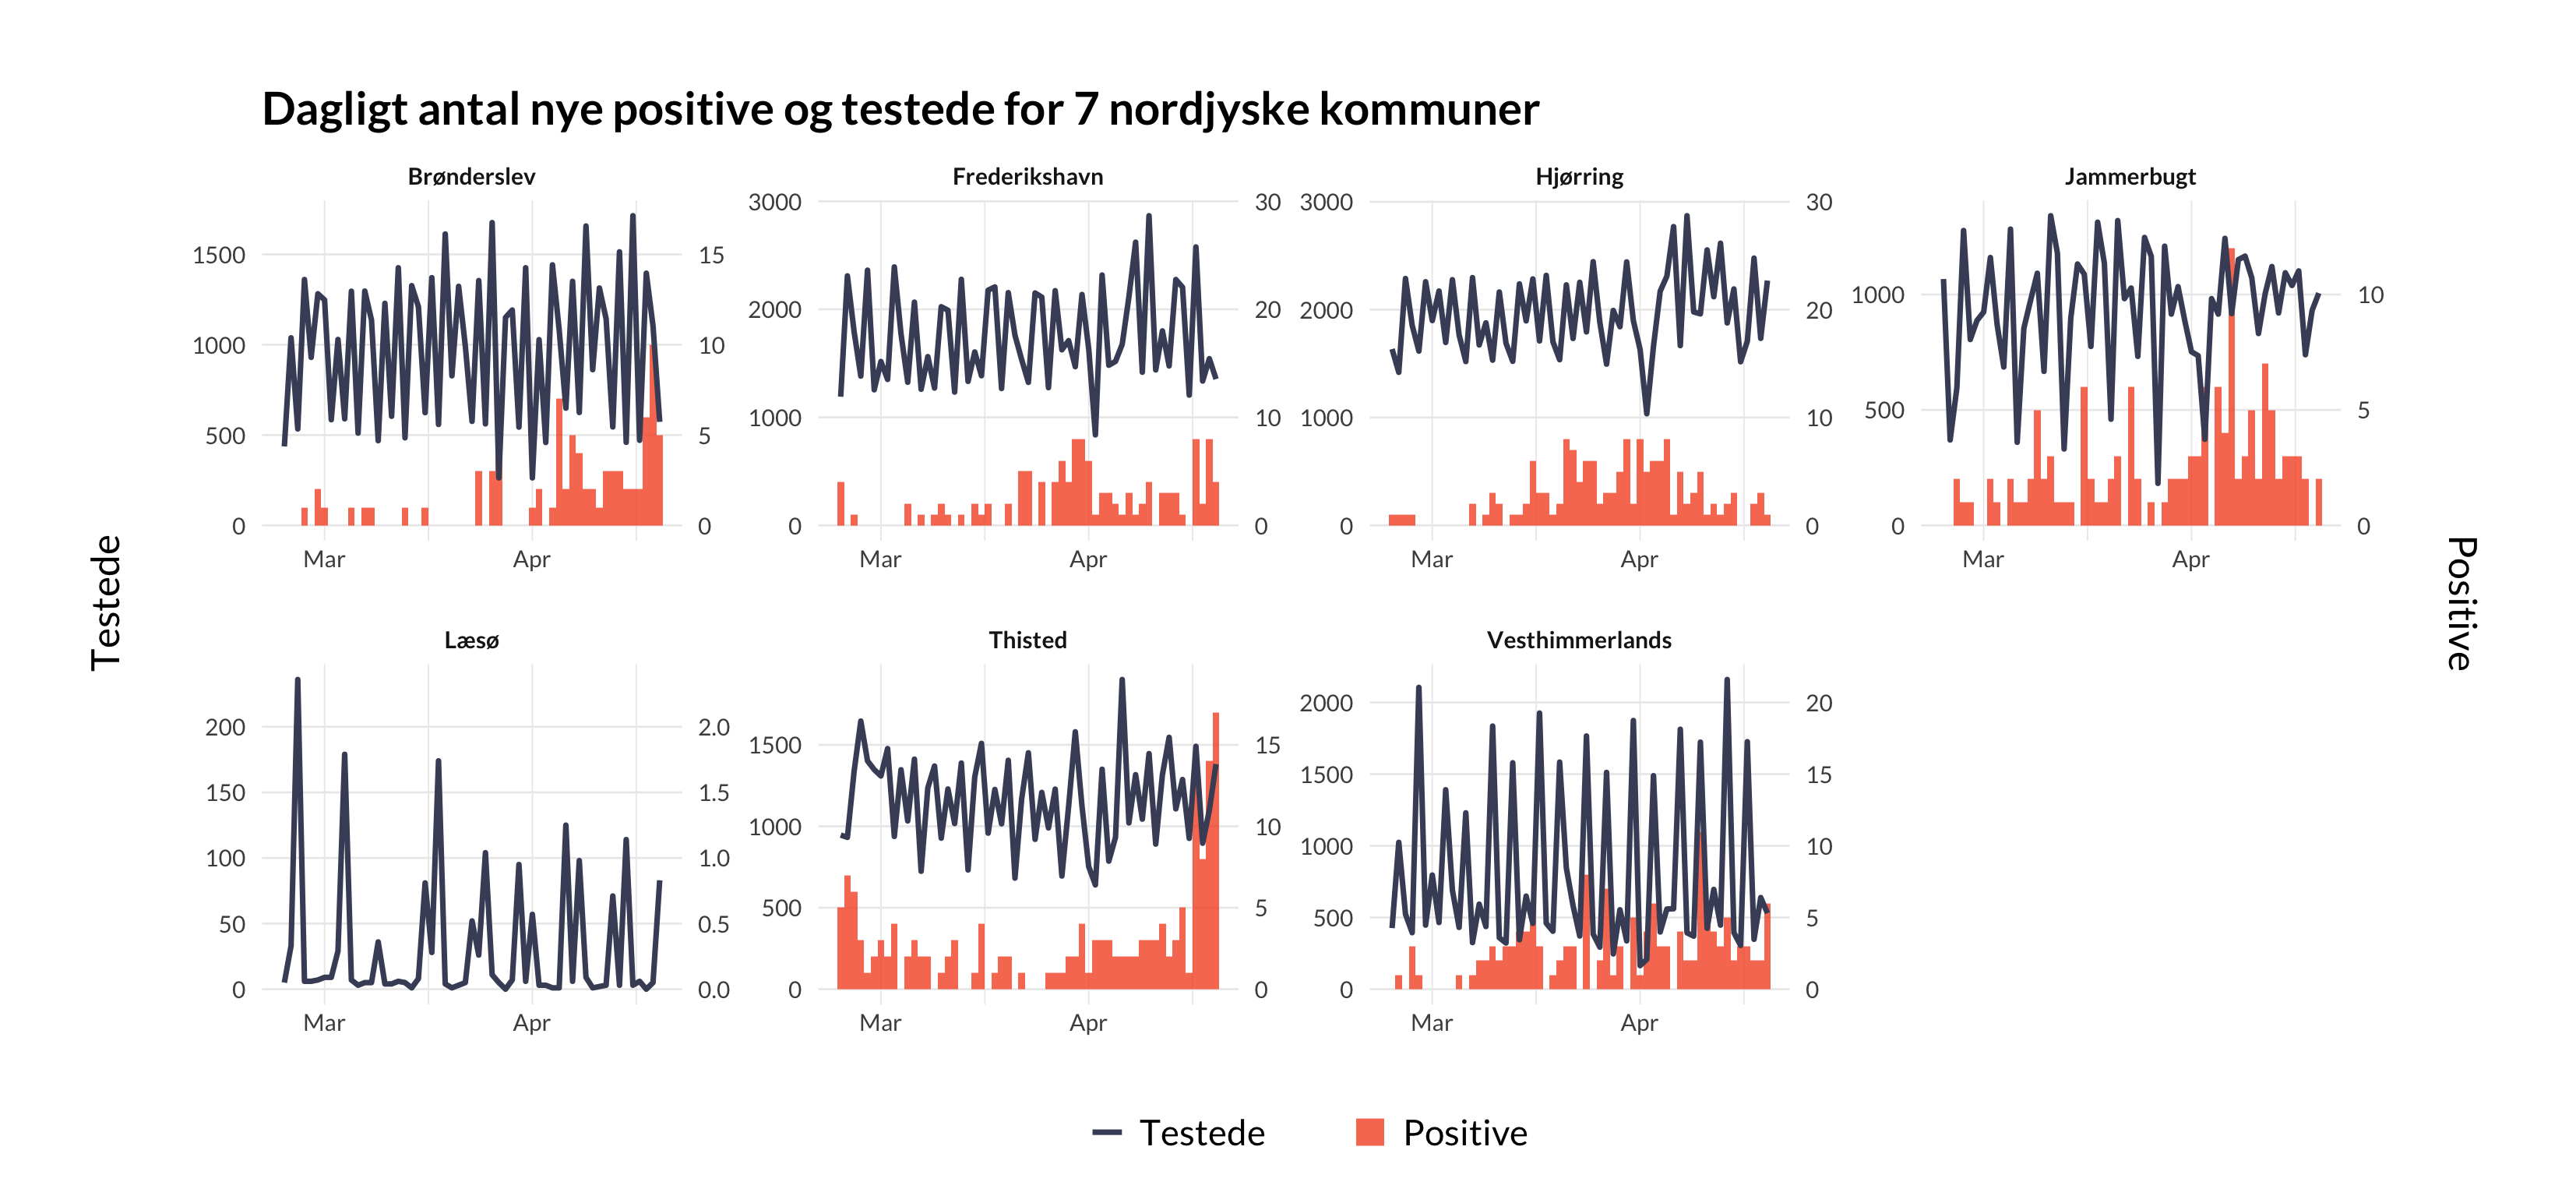 Dagligt antal nye positive og testede for 7 nordjyske kommuner
Testede
Positive
Brønderslev
1500
1000
500
0
15
10
5
0
Mar
Apr
Frederikshavn
3000
2000
1000
0
30
20
10
0
Mar
Apr
Hjørring
3000
2000
1000
0
30
20
10
0
Mar
Apr
Jammerbugt
1000
500
0
10
5
0
Mar
Apr
Læsø
200
150
100
50
0
2.0
1.5
1.0
0.5
0.0
Mar
Apr
Thisted
1500
1000
500
0
15
10
5
0
Mar
Apr
Vesthimmerlands
2000
1500
1000
500
0
20
15
10
5
0
Mar
Apr
Testede
Positive